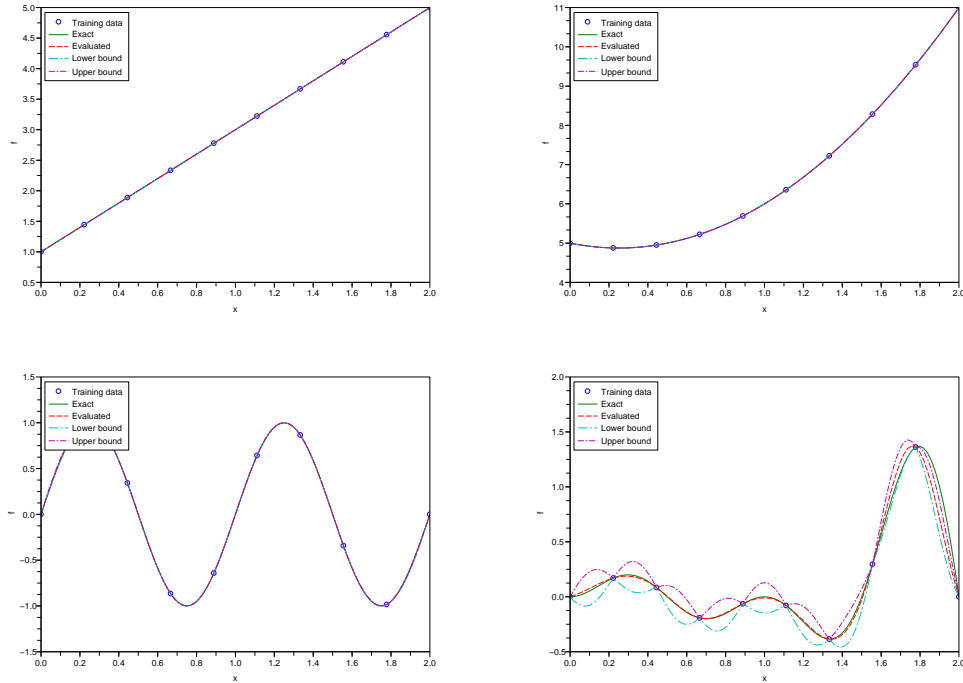 5.0
4.5
4.0
3.5
3.0
2.5
2.0
1.5
1.0
0.5
f
0.0 0.2 0.4 0.6 0.8 1.0 1.2 1.4 1.6 1.8 2.0
x
Training data
Exact
Evaluated
Lower bound
Upper bound
11
10
9
8
7
6
5
4
f
0.0 0.2 0.4 0.6 0.8 1.0 1.2 1.4 1.6 1.8 2.0
x
Training data
Exact
Evaluated
Lower bound
Upper bound
1.5
1.0
0.5
0.0
−0.5
−1.0
−1.5
f
0.0 0.2 0.4 0.6 0.8 1.0 1.2 1.4 1.6 1.8 2.0
x
Training data
Exact
Evaluated
Lower bound
Upper bound
2.0
1.5
1.0
0.5
0.0
−0.5
f
0.0 0.2 0.4 0.6 0.8 1.0 1.2 1.4 1.6 1.8 2.0
x
Training data
Exact
Evaluated
Lower bound
Upper bound